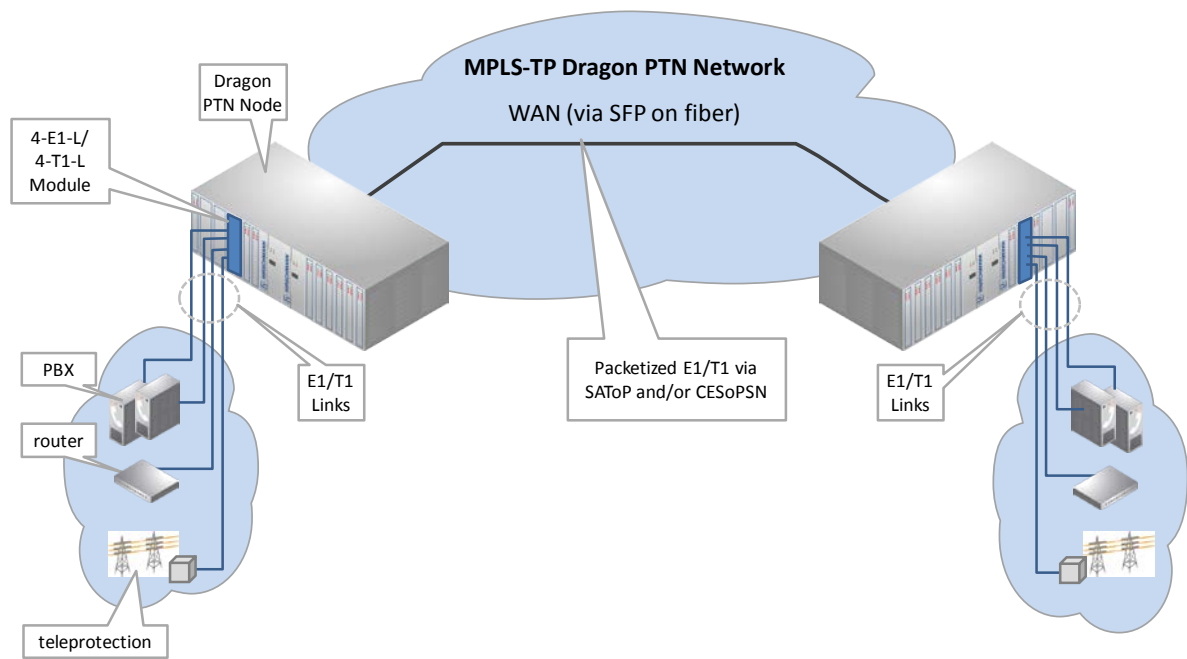 MPLS-TP Dragon PTN Network
WAN (via SFP on fiber)
Dragon
PTN Node
4-E1-L/
4-T1-L
Module
PBX
E1/T1
Links
Packetized E1/T1 via
SAToP and/or CESoPSN
E1/T1
Links
router
teleprotection